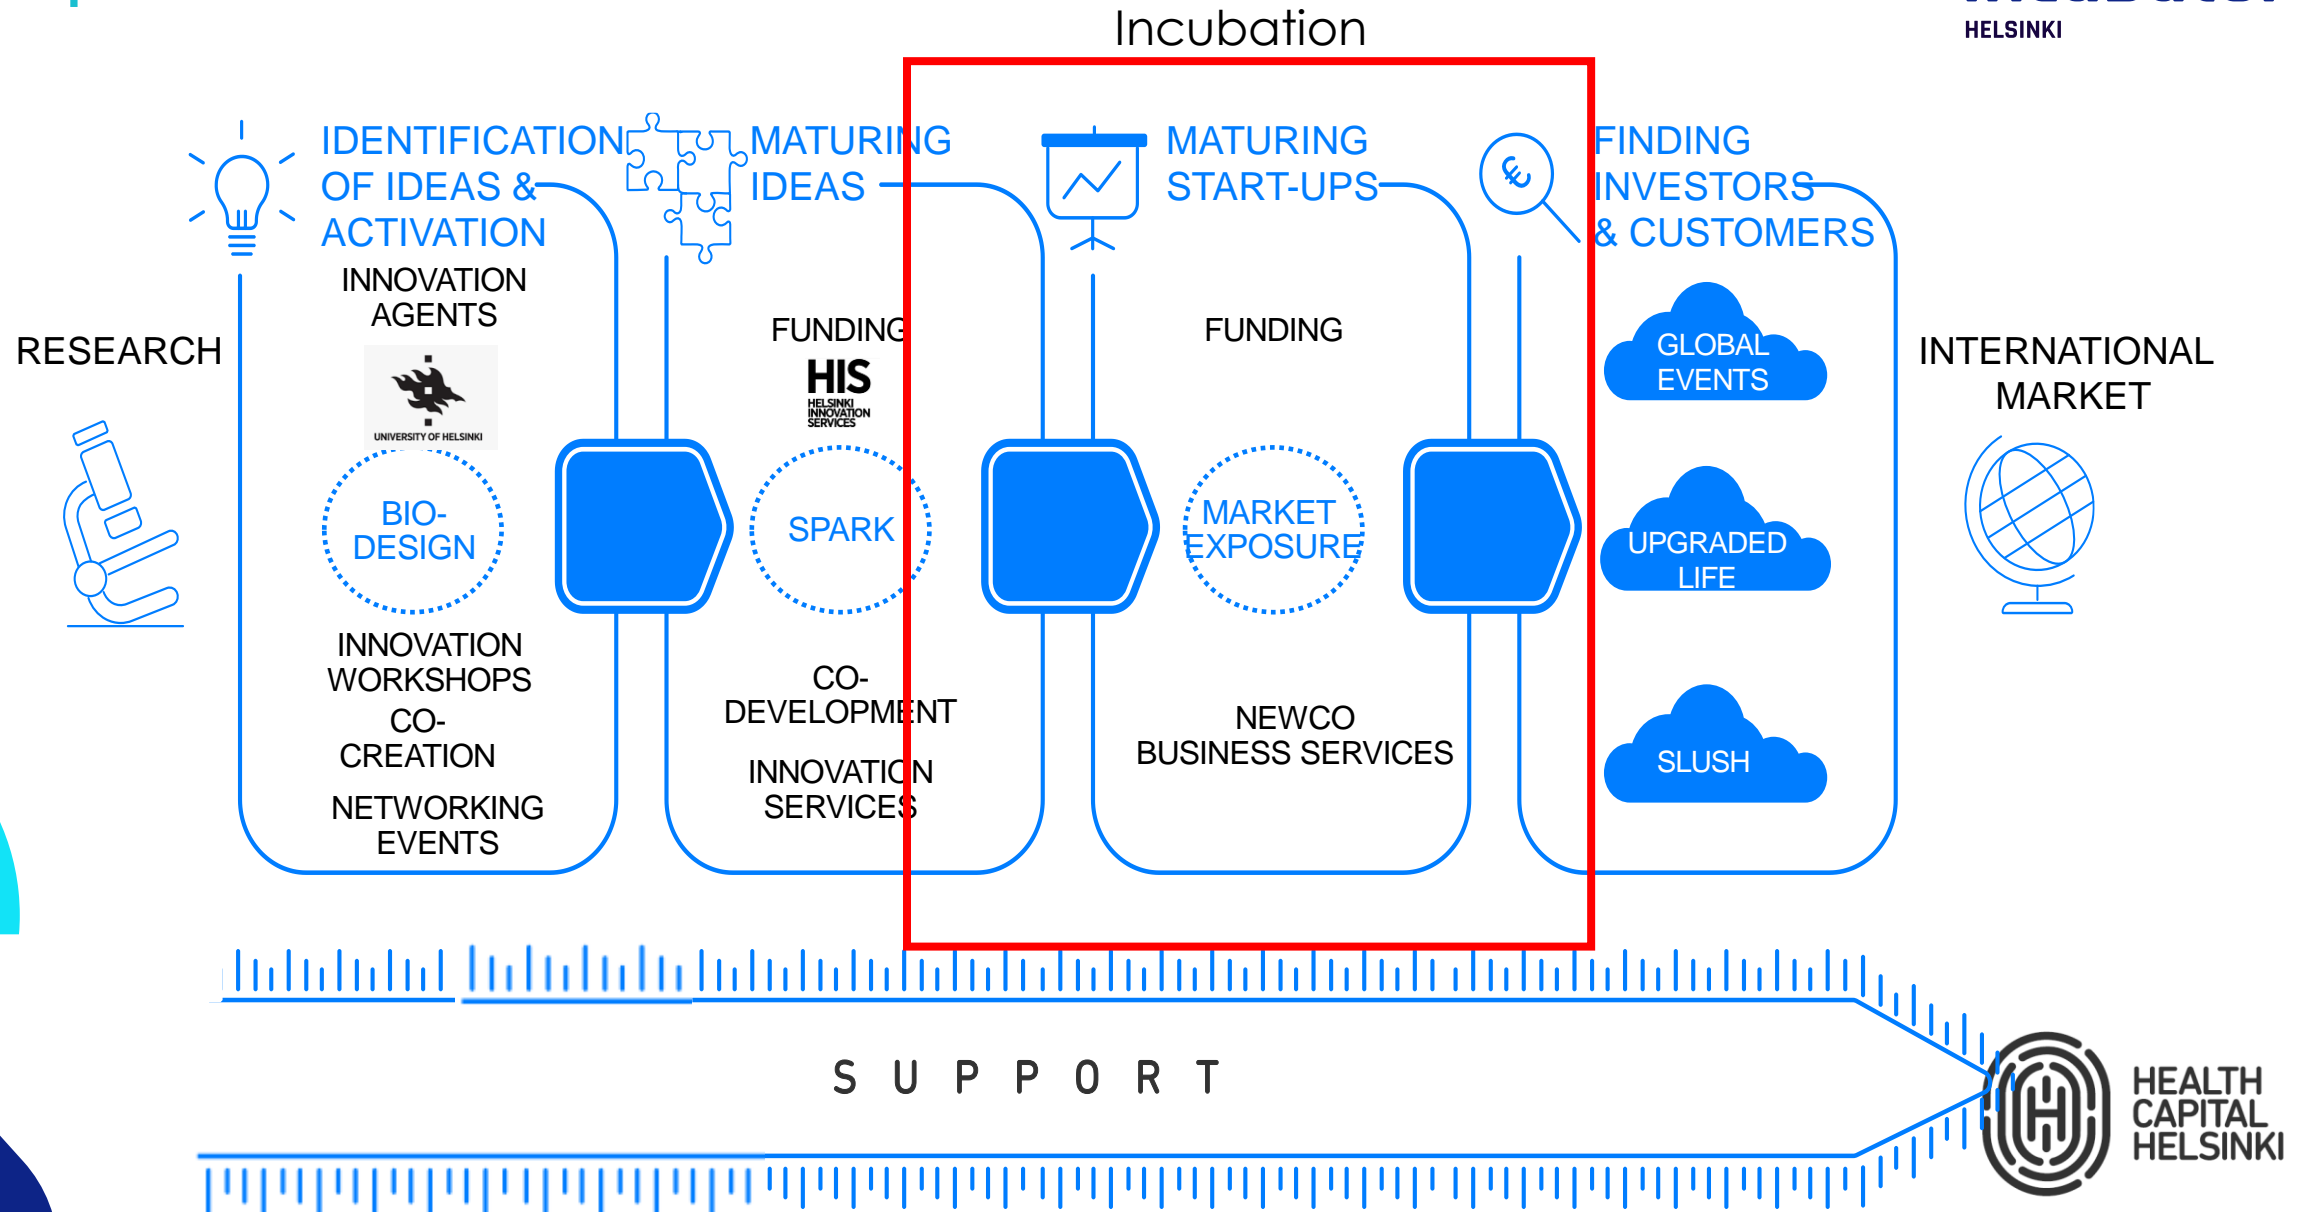 Incubation
HELSINKI
IDENTIFICATION
OF IDEAS &
ACTIVATION
MATURING
IDEAS
MATURING
START-UPS
FINDING
INVESTORS
& CUSTOMERS
RESEARCH
INNOVATION
AGENTS
UNIVERSITY OF HELSINKI
BIO-
DESIGN
INNOVATION
WORKSHOPS
CO-
CREATION
NETWORKING
EVENTS
FUNDING
HIS
HELSINKI
INNOVATION
SERVICES
SPARK
CO-
DEVELOPMENT
INNOVATION
SERVICES
FUNDING
MARKET
EXPOSURE
NEWCO
BUSINESS SERVICES
€
GLOBAL
EVENTS
UPGRADED
LIFE
SLUSH
INTERNATIONAL
MARKET
SUPPORT
HEALTH
CAPITAL
HELSINKI